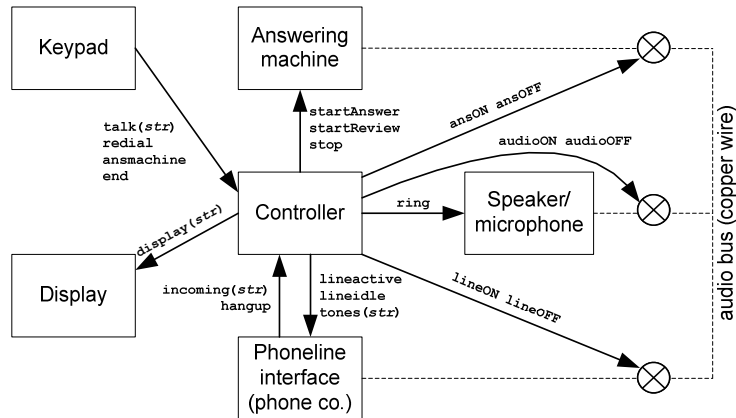 Keypad
Answering
machine
talk(str)
redial
ansmachine
end
startAnswer
startReview
stop
ansON ansOFF
audioON audioOFF
Controller
ring
Speaker/
microphone
display(str)
Display
incoming(str)
hangup
lineactive
lineidle
tones(str)
lineON lineOFF
Phoneline
interface
(phone co.)
audio bus (copper wire)